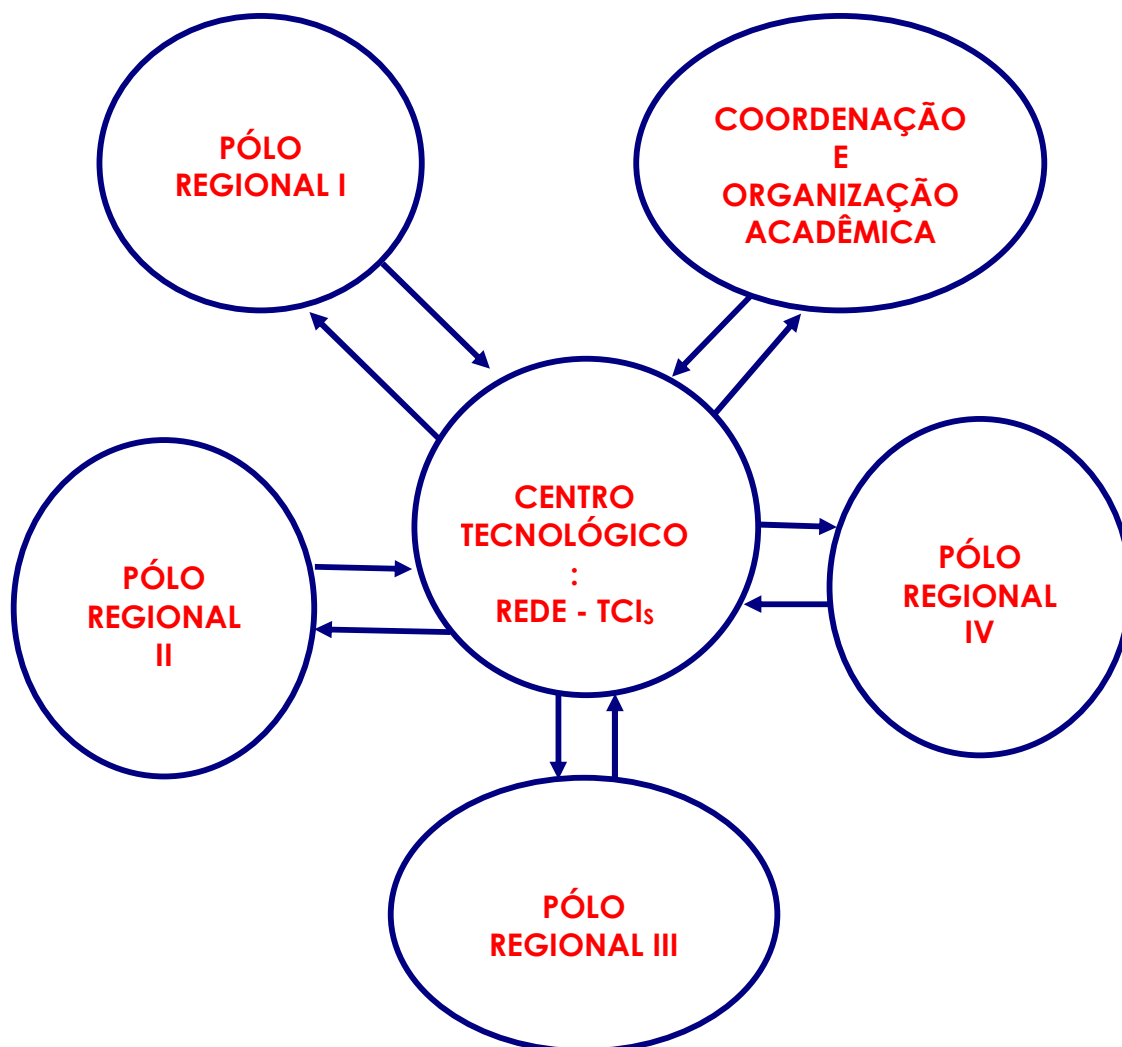 PÓLO
REGIONAL I
COORDENAÇÃO
E
ORGANIZAÇÃO
ACADÊMICA
CENTRO
TECNOLÓGICO
:
REDE - TCIs
PÓLO
REGIONAL
II
PÓLO
REGIONAL
IV
PÓLO
REGIONAL III